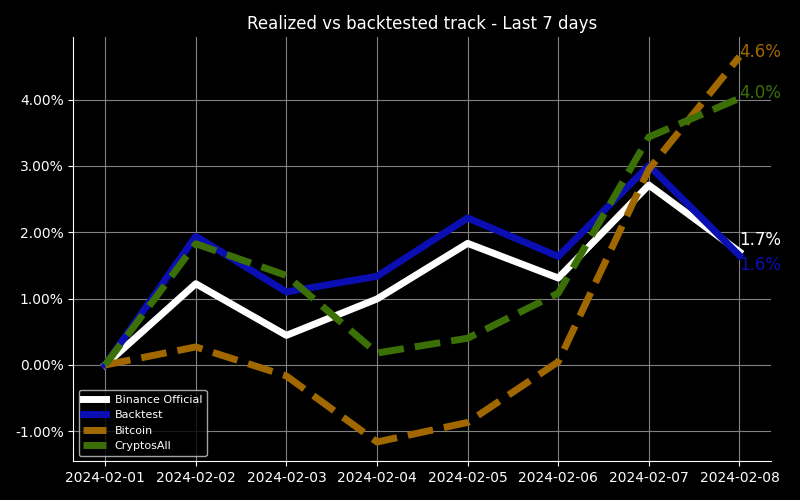 Realized vs backtested track - Last 7 days
4.6%
4.0%
1.7%
1.6%
4.00%
3.00%
2.00%
1.00%
0.00%
-1.00%
Binance Official
Backtest
Bitcoin
CryptosAll
2024-02-01 2024-02-02 2024-02-03 2024-02-04 2024-02-05 2024-02-06 2024-02-07 2024-02-08